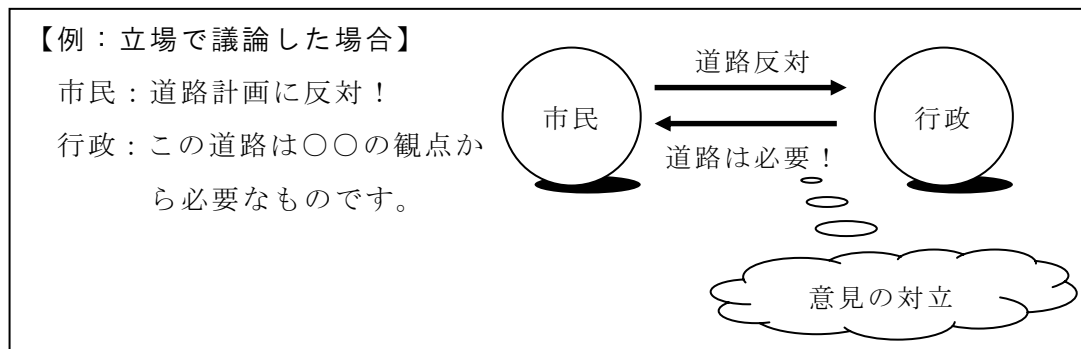 【例：立場で議論した場合】
市民：道路計画に反対！
行政：この道路は○○の観点か
ら必要なものです。
道路反対
市民
行政
道路は必要！
意見の対立